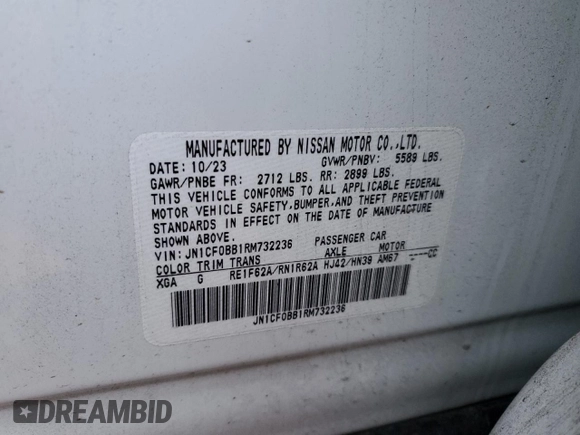 MANUFACTURED BY NISSAN MOTOR CO.,LTD.
DATE: 10/23 GVWR/PNBV: 5589 LBS.
GAWR/PNBE FR: 2712 LBS. RR: 2899 LBS.
THIS VEHICLE CONFORMS TO ALL APPLICABLE FEDERAL
MOTOR VEHICLE SAFETY,BUMPER,AND THEFT PREVENTION
STANDARDS IN EFFECT ON THE DATE OF MANUFACTURE
SHOWN ABOVE.
VIN: JN1CF0BB1RM732236 PASSENGER CAR
COLOR TRIM TRANS AXLE MOTOR
XGA G RE1F62A/RN1R62A HJ42/HN39 AM67 ----CC
JN1CF0BB1RM732236
DREAMBID